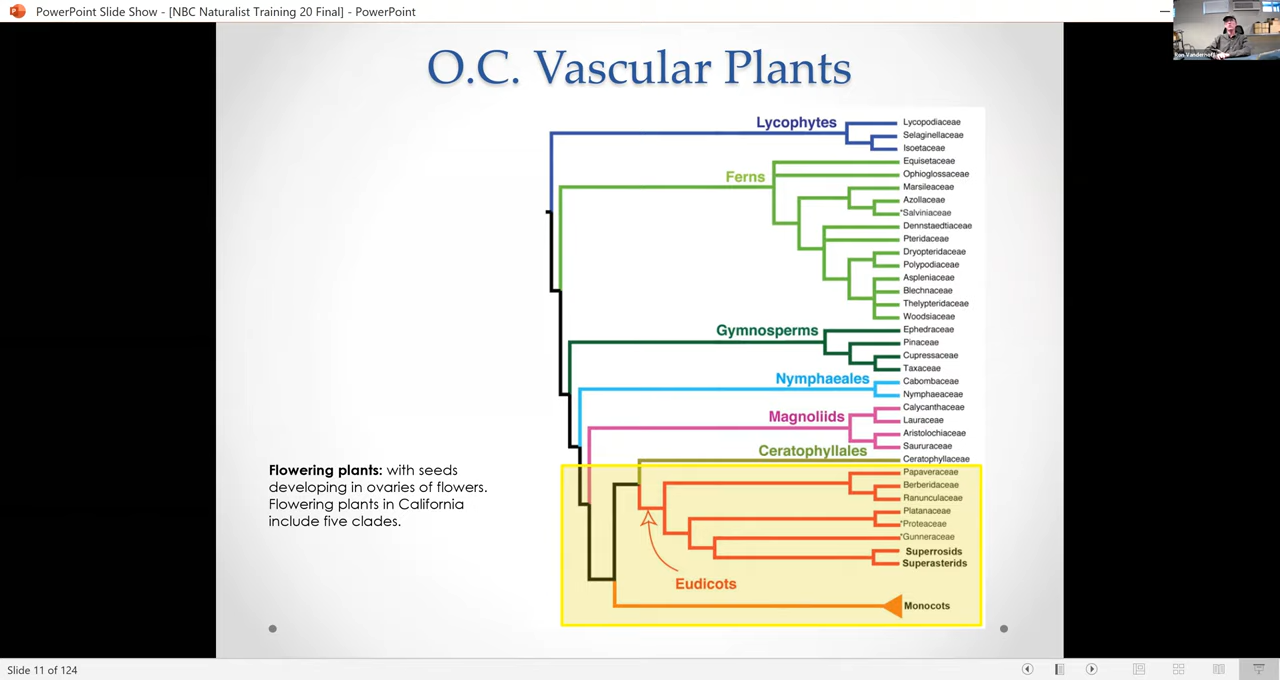 PowerPoint Slide Show - [NBC Naturalist Training 20 Final] - PowerPoint
O.C. Vascular Plants
Lycophytes
Lycopodiaceae
Selaginellaceae
Isoetaceae
Ferns
Equisetaceae
Ophioglossaceae
Marsileaceae
Azollaceae
*Salviniaceae
Dennstaedtiaceae
Pteridaceae
Dryopteridaceae
Polypodiaceae
Aspleniaceae
Blechnaceae
Thelypteridaceae
Woodsiaceae
Gymnosperms
Ephedraceae
Pinaceae
Cupressaceae
Taxaceae
Nymphaeales
Cabombaceae
Nymphaeaceae
Magnoliids
Calycanthaceae
Lauraceae
Aristolochiaceae
Saururaceae
Ceratophyllales
Ceratophyllaceae
Flowering plants: with seeds
developing in ovaries of flowers.
Flowering plants in California
include five clades.
Papaveraceae
Berberidaceae
Ranunculaceae
Platanaceae
*Proteaceae
*Gunneraceae
Superrosids
Superasterids
Eudicots
Monocots
Slide 11 of 124